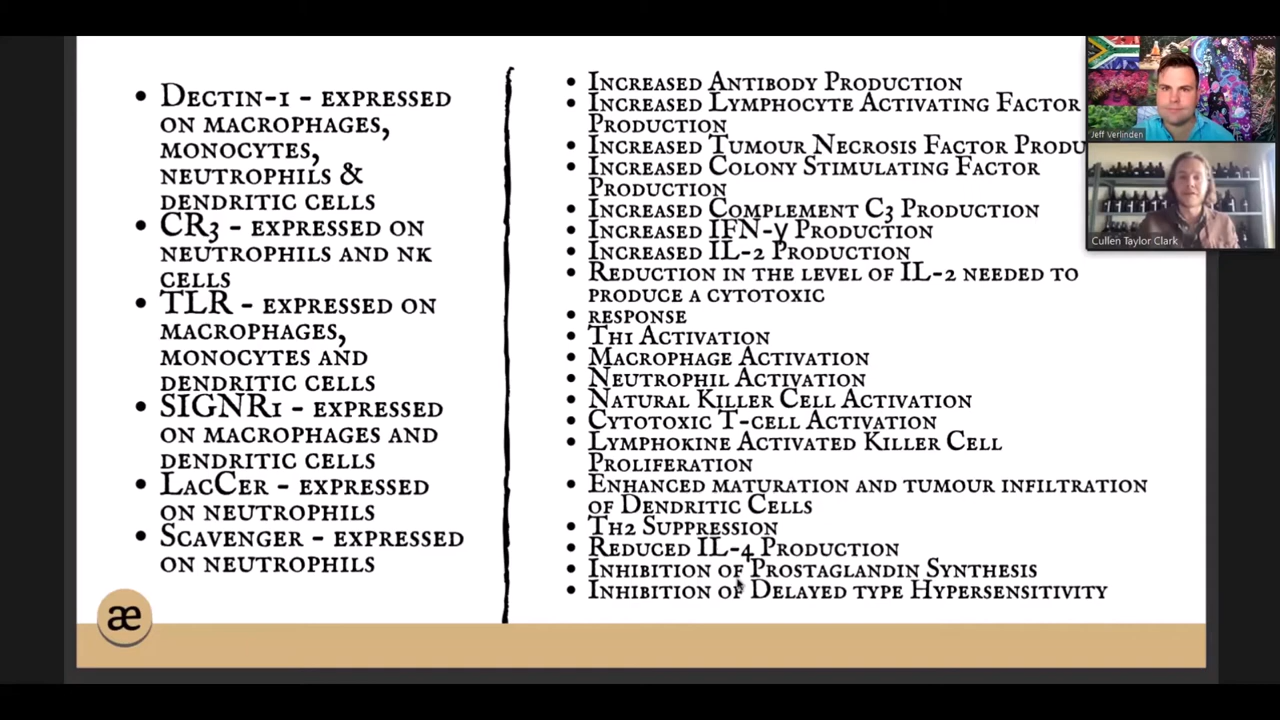 Dectin-1 - expressed
on macrophages,
monocytes,
neutrophils &
dendritic cells
CR3 - expressed on
neutrophils and NK
cells
TLR - expressed on
macrophages,
monocytes and
dendritic cells
SIGNR1 - expressed
on macrophages and
dendritic cells
LacCer - expressed
on neutrophils
Scavenger - expressed
on neutrophils
Increased Antibody Production
Increased Lymphocyte Activating Factor
Production
Increased Tumour Necrosis Factor Produ
Increased Colony Stimulating Factor
Production
Increased Complement C3 Production
Increased IFN-γ Production
Increased IL-2 Production
Reduction in the level of IL-2 needed to
produce a cytotoxic
response
Th1 Activation
Macrophage Activation
Neutrophil Activation
Natural Killer Cell Activation
Cytotoxic T-cell Activation
Lymphokine Activated Killer Cell
Proliferation
Enhanced maturation and tumour infiltration
of Dendritic Cells
Th2 Suppression
Reduced IL-4 Production
Inhibition of Prostaglandin Synthesis
Inhibition of Delayed type Hypersensitivity
æ
Jeff Verlinden
Cullen Taylor Clark